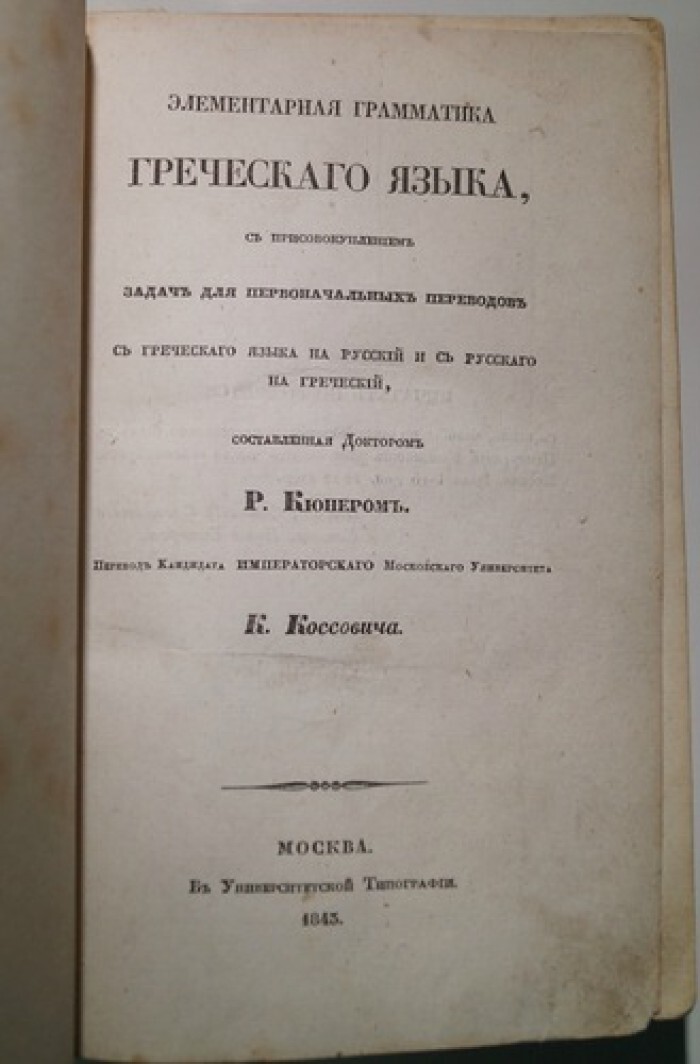 ЭЛЕМЕНТАРНАЯ ГРАММАТИКА
ГРЕЧЕСКАГО ЯЗЫКА,
СЪ ПРИСОВОКУПЛЕНІЕМЪ
ЗАДАЧЪ ДЛЯ ПЕРВОНАЧАЛЬНЫХЪ ПЕРЕВОДОВЪ
СЪ ГРЕЧЕСКАГО ЯЗЫКА НА РУССКІЙ И СЪ РУССКАГО
НА ГРЕЧЕСКІЙ,
СОСТАВЛЕННАЯ ДОКТОРОМЪ
Р. КЮНЕРОМЪ.
ПЕРЕВОДЪ КАНДИДАТА ИМПЕРАТОРСКАГО МОСКОВСКАГО УНИВЕРСИТЕТА
К. Коссовича.
МОСКВА.
ВЪ УНИВЕРСИТЕТСКОЙ ТИПОГРАФІИ.
1843.